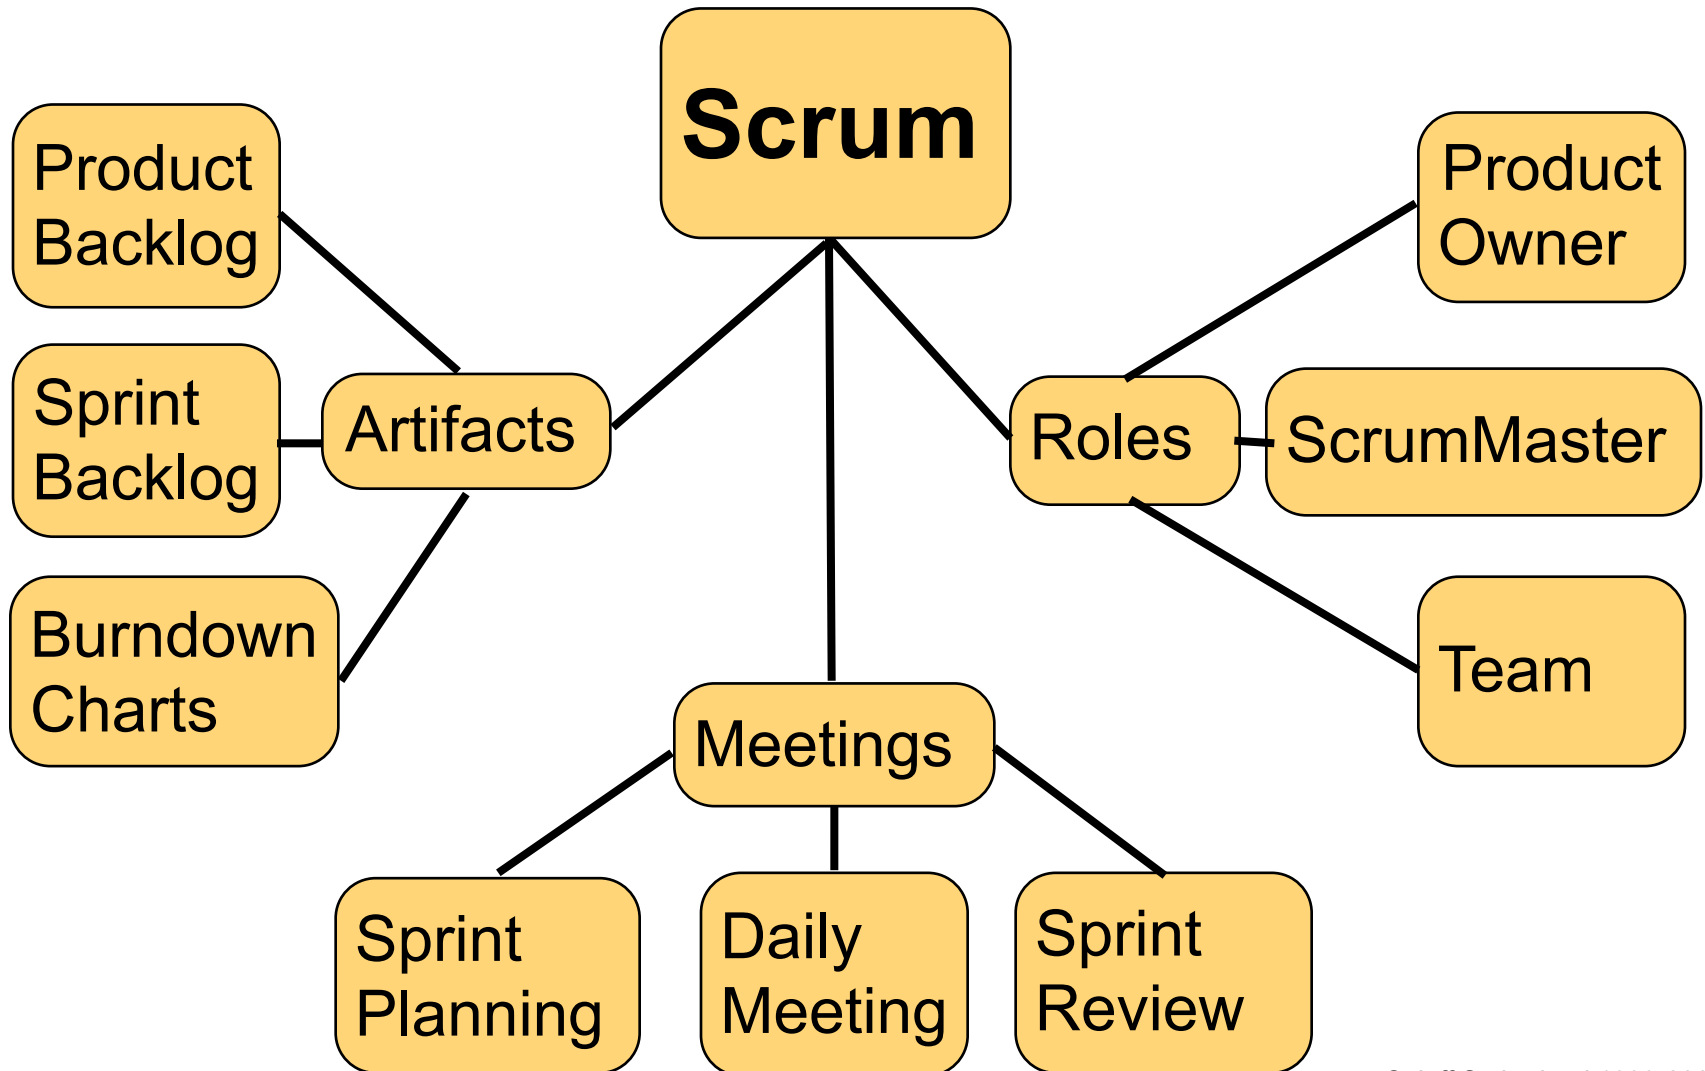 Scrum
Product
Backlog
Sprint
Backlog
Burndown
Charts
Artifacts
Roles
Product
Owner
ScrumMaster
Team
Meetings
Sprint
Planning
Daily
Meeting
Sprint
Review